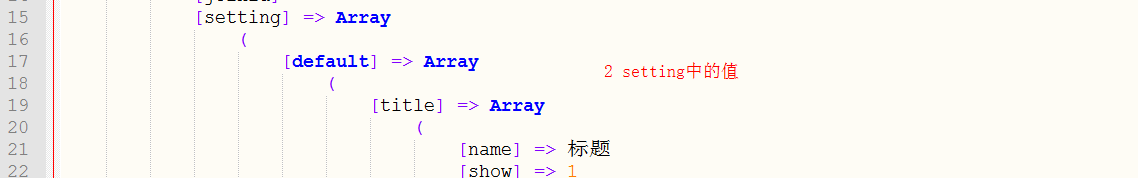 15 [setting] => Array
16 (
17 [default] => Array
2 setting中的值
18 (
19 [title] => Array
20 (
21 [name] => 标题
22 [show] => 1